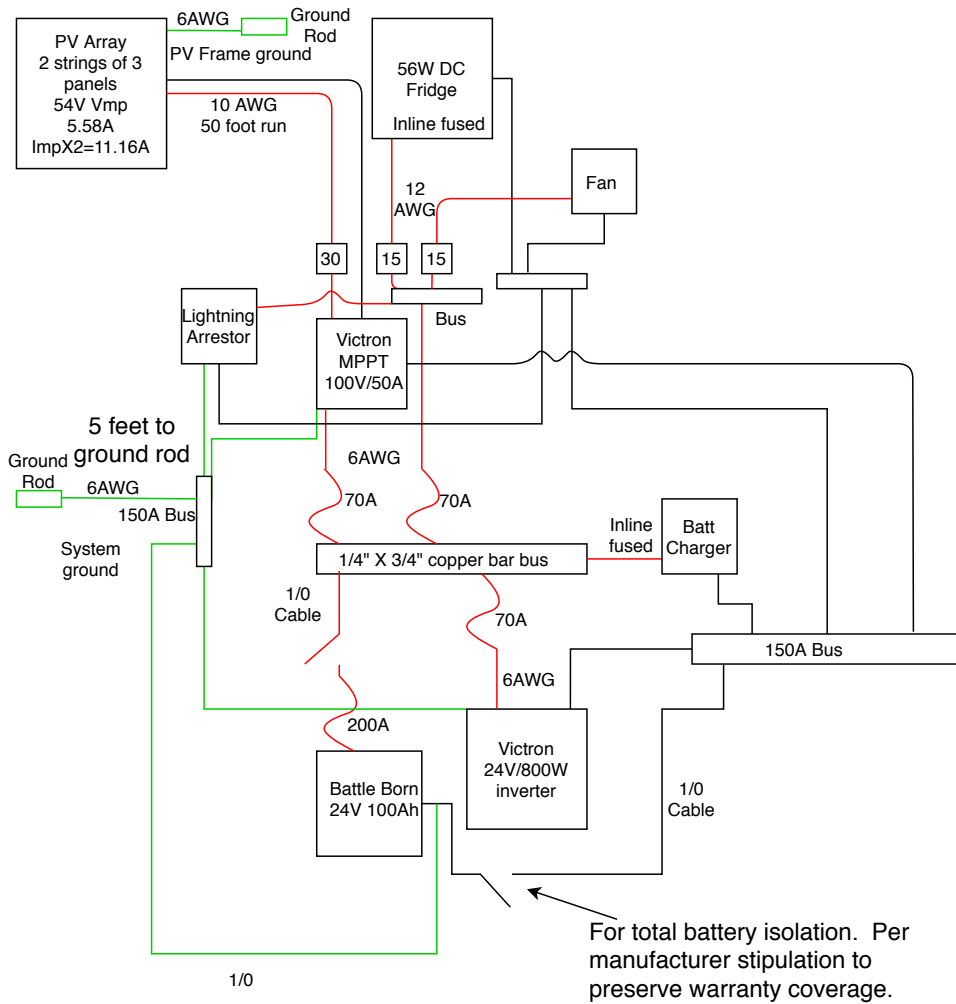 6AWG
Ground
Rod
PV Frame ground
PV Array
2 strings of 3
panels
54V Vmp
5.58A
ImpX2=11.16A
10 AWG
50 foot run
56W DC
Fridge
Inline fused
12
AWG
Fan
30
15
15
Bus
Lightning
Arrestor
Victron
MPPT
100V/50A
5 feet to
ground rod
Ground
Rod
6AWG
150A Bus
System
ground
6AWG
70A
70A
Inline
fused
Batt
Charger
1/4" X 3/4" copper bar bus
1/0
Cable
70A
150A Bus
6AWG
200A
Battle Born
24V 100Ah
Victron
24V/800W
inverter
1/0
Cable
For total battery isolation.  Per
manufacturer stipulation to
preserve warranty coverage.
1/0